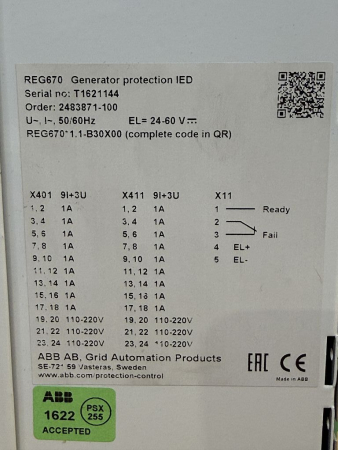 REG670 Generator protection IED
Serial no: T1621144
Order: 2483871-100
U~, I~, 50/60Hz EL= 24-60 V⎓
REG670*1.1-B30X00 (complete code in QR)
X401 9I+3U X411 9I+3U X11
1, 2 1A 1, 2 1A 1 Ready
3, 4 1A 3, 4 1A 2
5, 6 1A 5, 6 1A 3 Fail
7, 8 1A 7, 8 1A 4 EL+
9, 10 1A 9, 10 1A 5 EL-
11, 12 1A 11, 12 1A
13, 14 1A 13, 14 1A
15, 16 1A 15, 16 1A
17, 18 1A 17, 18 1A
19, 20 110-220V 19, 20 110-220V
21, 22 110-220V 21, 22 110-220V
23, 24 110-220V 23, 24 110-220V
ABB AB, Grid Automation Products
SE-721 59 Vasteras, Sweden
www.abb.com/protection-control
EAC CE
Made in ABB
ABB
1622 PSX
255
ACCEPTED